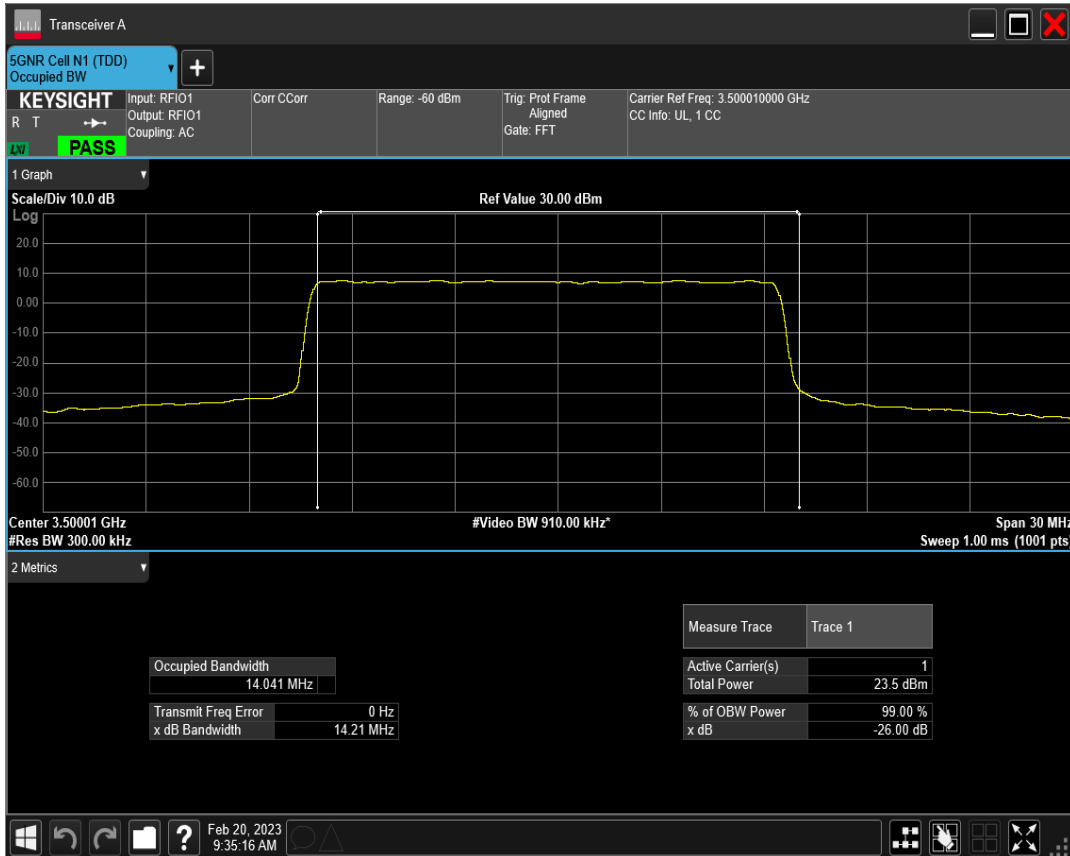 Transceiver A
5GNR Cell N1 (TDD)
Occupied BW
+
KEYSIGHT
R T
LXI
PASS
Input: RFIO1
Output: RFIO1
Coupling: AC
Corr CCorr
Range: -60 dBm
Trig: Prot Frame
Aligned
Gate: FFT
Carrier Ref Freq: 3.500010000 GHz
CC Info: UL, 1 CC
1 Graph
Scale/Div 10.0 dB
Ref Value 30.00 dBm
Log
20.0
10.0
0.00
-10.0
-20.0
-30.0
-40.0
-50.0
-60.0
Center 3.50001 GHz
#Video BW 910.00 kHz*
Span 30 MHz
#Res BW 300.00 kHz
Sweep 1.00 ms (1001 pts)
2 Metrics
Measure Trace Trace 1
Occupied Bandwidth
14.041 MHz
Active Carrier(s) 1
Total Power 23.5 dBm
Transmit Freq Error 0 Hz
x dB Bandwidth 14.21 MHz
% of OBW Power 99.00 %
x dB -26.00 dB
?
Feb 20, 2023
9:35:16 AM